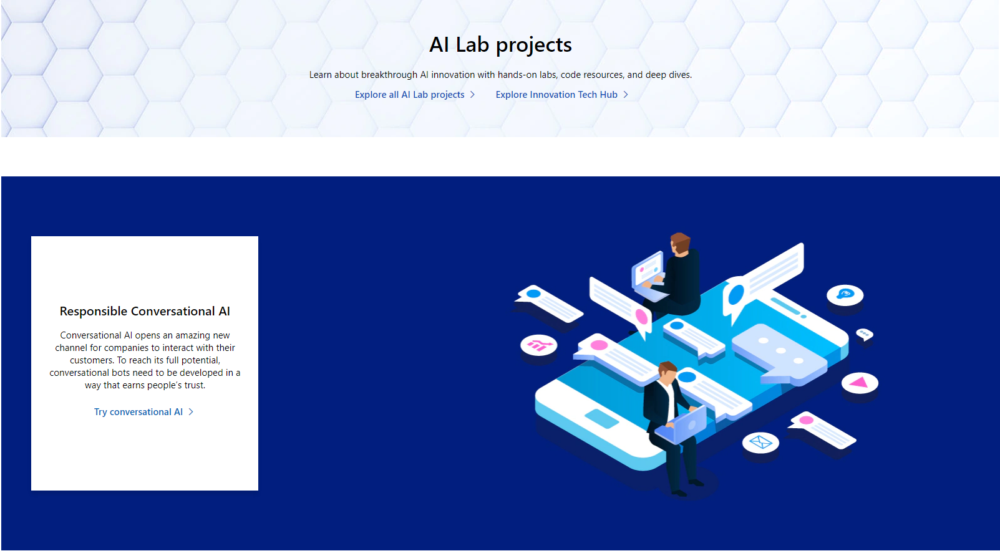 AI Lab projects
Learn about breakthrough AI innovation with hands-on labs, code resources, and deep dives.
Explore all AI Lab projects
Explore Innovation Tech Hub
Responsible Conversational AI
Conversational AI opens an amazing new
channel for companies to interact with their
customers. To reach its full potential,
conversational bots need to be developed in a
way that earns people’s trust.
Try conversational AI